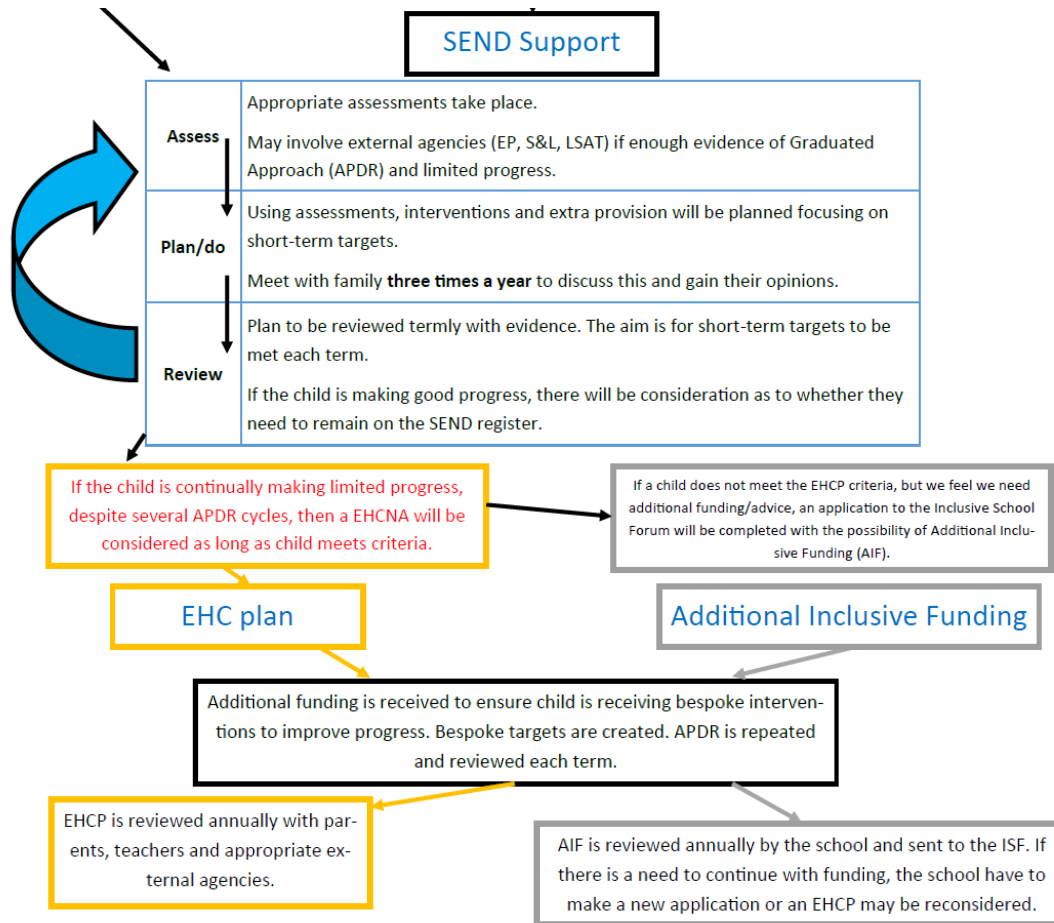 SEND Support
Assess
Appropriate assessments take place.
May involve external agencies (EP, S&L, LSAT) if enough evidence of Graduated
Approach (APDR) and limited progress.
Plan/do
Using assessments, interventions and extra provision will be planned focusing on
short-term targets.
Meet with family three times a year to discuss this and gain their opinions.
Review
Plan to be reviewed termly with evidence. The aim is for short-term targets to be
met each term.
If the child is making good progress, there will be consideration as to whether they
need to remain on the SEND register.
If the child is continually making limited progress,
despite several APDR cycles, then a EHCNA will be
considered as long as child meets criteria.
If a child does not meet the EHCP criteria, but we feel we need
additional funding/advice, an application to the Inclusive School
Forum will be completed with the possibility of Additional Inclu-
sive Funding (AIF).
EHC plan
Additional Inclusive Funding
Additional funding is received to ensure child is receiving bespoke interven-
tions to improve progress. Bespoke targets are created. APDR is repeated
and reviewed each term.
EHCP is reviewed annually with par-
ents, teachers and appropriate ex-
ternal agencies.
AIF is reviewed annually by the school and sent to the ISF. If
there is a need to continue with funding, the school have to
make a new application or an EHCP may be reconsidered.